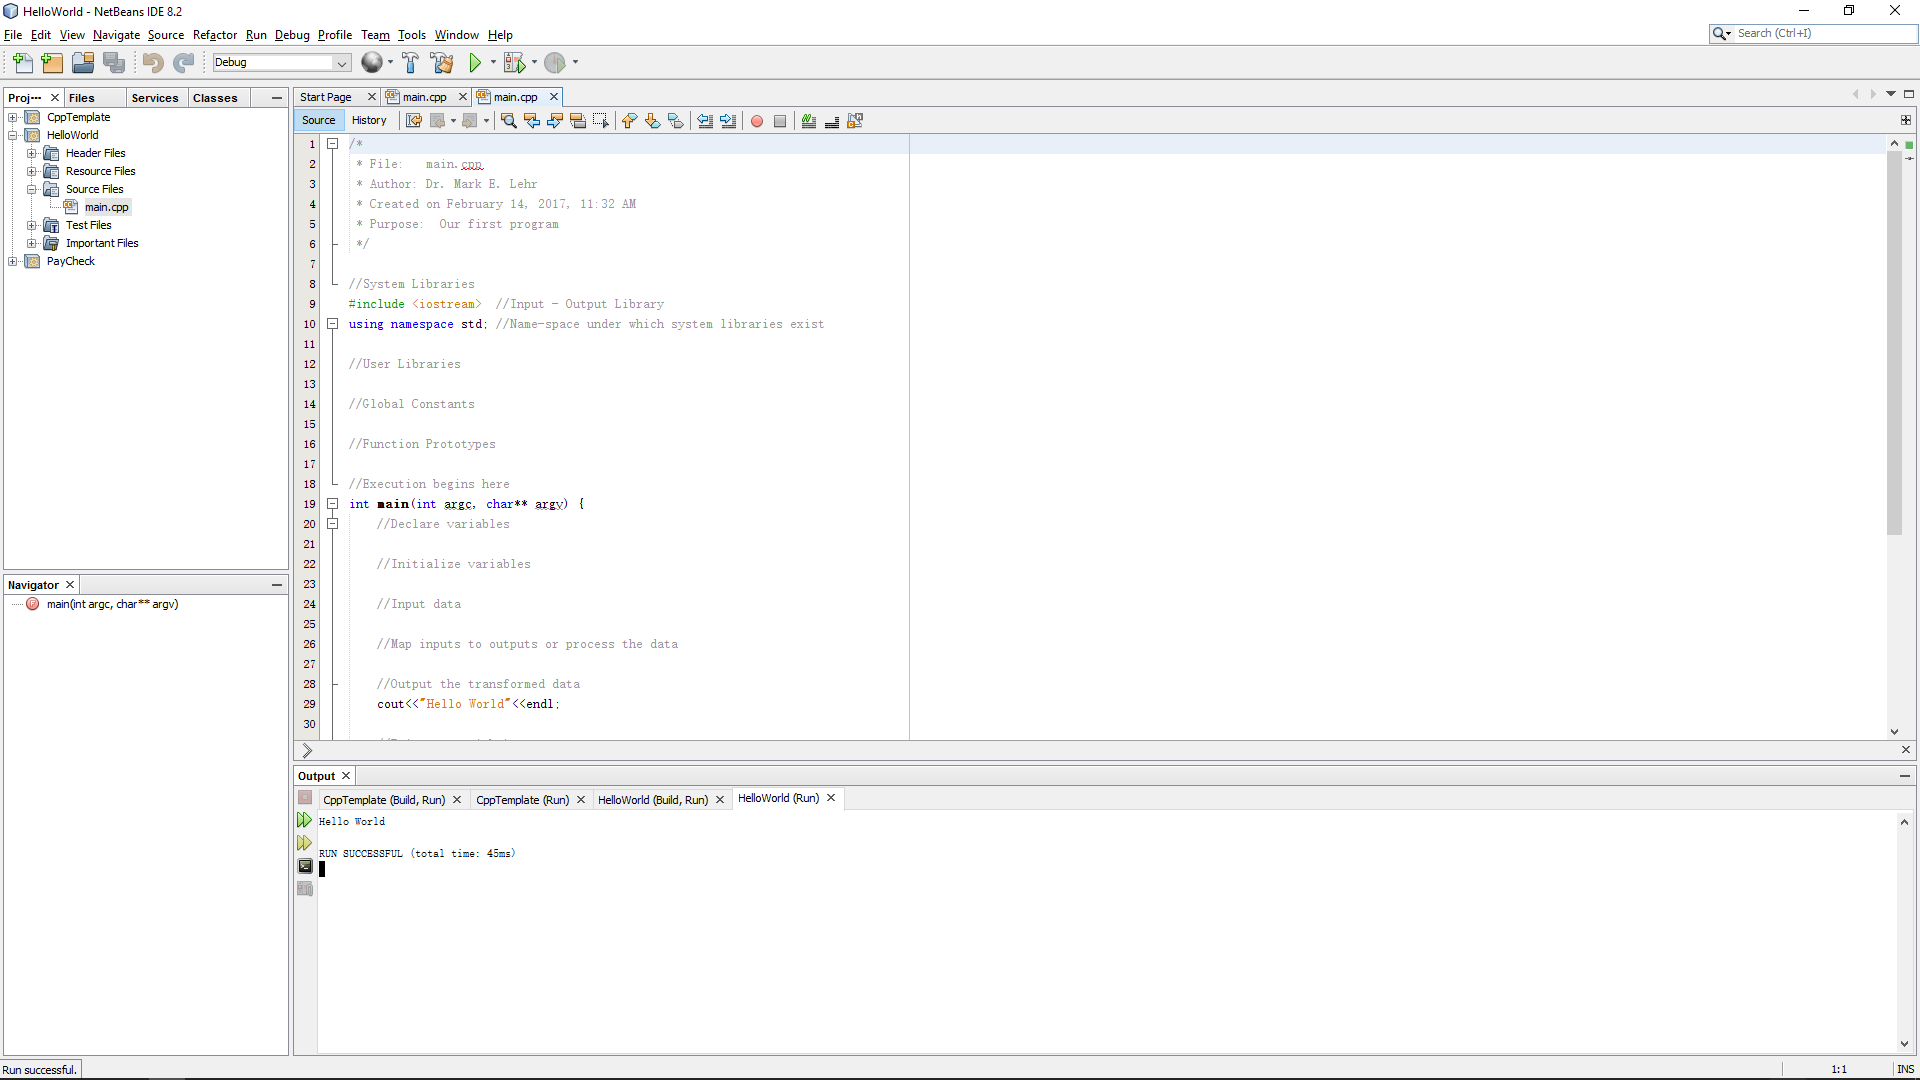 HelloWorld - NetBeans IDE 8.2
File Edit View Navigate Source Refactor Run Debug Profile Team Tools Window Help
Search (Ctrl+I)
Debug
Proj··· Files Services Classes
CppTemplate
HelloWorld
Header Files
Resource Files
Source Files
main.cpp
Test Files
Important Files
PayCheck
Navigator
main(int argc, char** argv)
Start Page main.cpp main.cpp
Source History
1 /*
2 * File:   main.cpp
3 * Author: Dr. Mark E. Lehr
4 * Created on February 14, 2017, 11:32 AM
5 * Purpose:  Our first program
6 */
7
8 //System Libraries
9 #include <iostream>  //Input - Output Library
10 using namespace std; //Name-space under which system libraries exist
11
12 //User Libraries
13
14 //Global Constants
15
16 //Function Prototypes
17
18 //Execution begins here
19 int main(int argc, char** argv) {
20     //Declare variables
21
22     //Initialize variables
23
24     //Input data
25
26     //Map inputs to outputs or process the data
27
28     //Output the transformed data
29     cout<<"Hello World"<<endl;
30
Output
CppTemplate (Build, Run) CppTemplate (Run) HelloWorld (Build, Run) HelloWorld (Run)
Hello World
RUN SUCCESSFUL (total time: 45ms)
Run successful.
1:1 INS